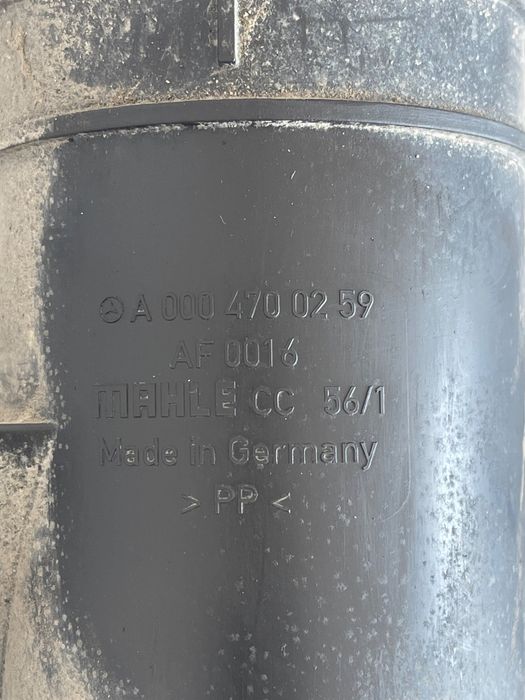 A 000 470 02 59
AF 0016
MAHLE CC 56/1
Made in Germany
> PP <